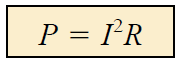 P = I²R